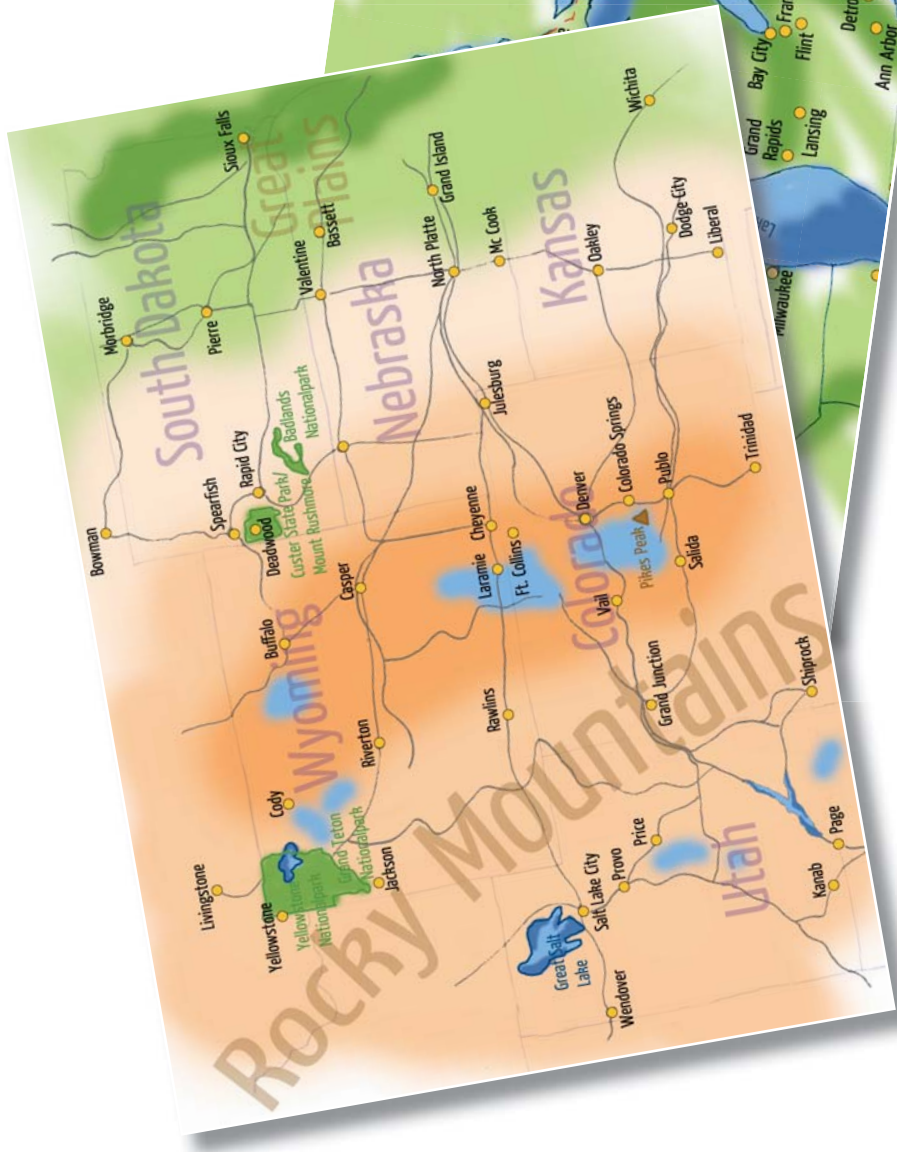 Rocky Mountains
Great
Plains
South Dakota
Nebraska
Kansas
Wyoming
Colorado
Utah
Livingstone
Yellowstone
Yellowstone
Nationalpark
Grand Teton
Nationalpark
Jackson
Cody
Riverton
Buffalo
Casper
Rawlins
Laramie
Cheyenne
Ft. Collins
Bowman
Spearfish
Deadwood
Rapid City
Custer State Park/
Mount Rushmore
Badlands
Nationalpark
Morbridge
Pierre
Sioux Falls
Valentine
Bassett
North Platte
Grand Island
Mc Cook
Julesburg
Oakley
Wichita
Dodge City
Liberal
Denver
Colorado Springs
Pikes Peak
Publo
Trinidad
Salida
Vail
Grand Junction
Shiprock
Great Salt
Lake
Salt Lake City
Wendover
Provo
Price
Kanab
Page
Bay City
Flint
Ann Arbor
Grand
Rapids
Lansing
Milwaukee